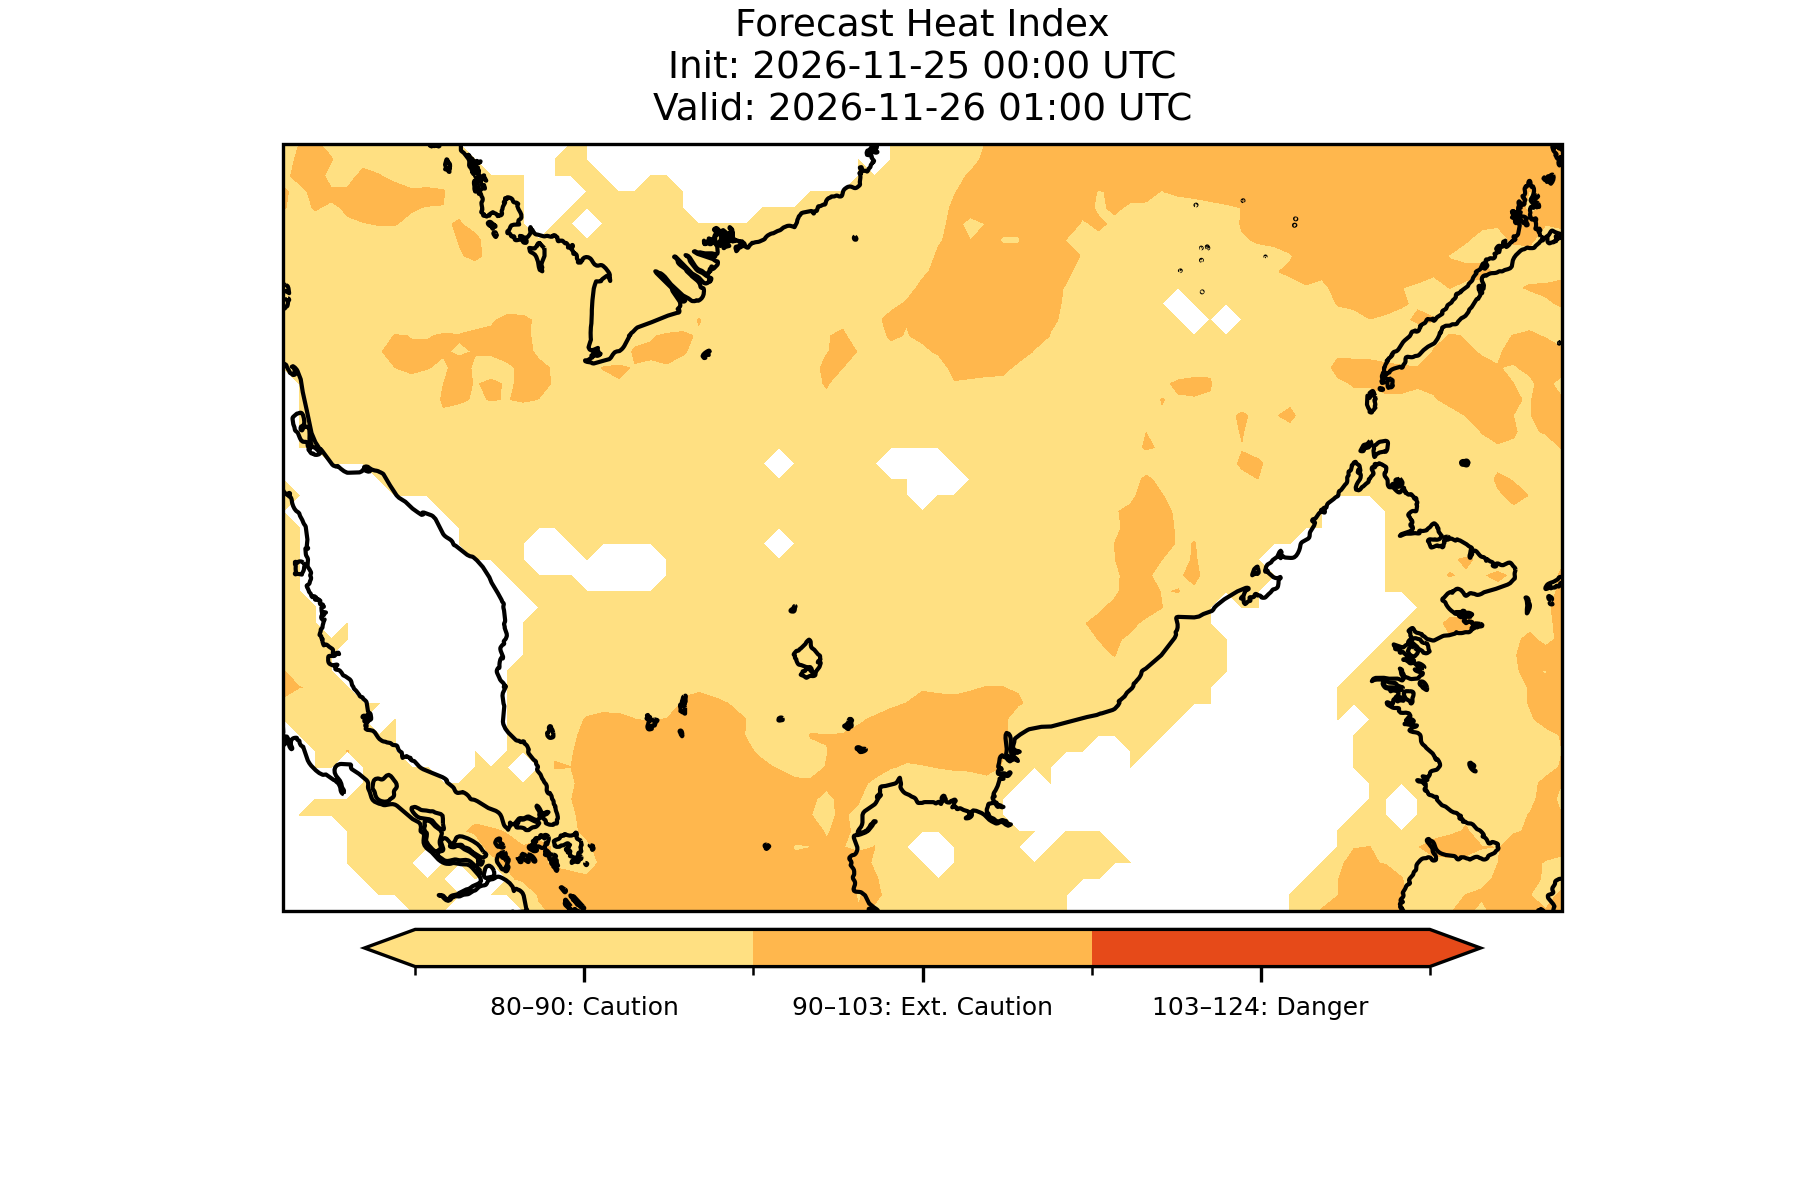 Forecast Heat Index
Init: 2026-11-25 00:00 UTC
Valid: 2026-11-26 01:00 UTC
80–90: Caution
90–103: Ext. Caution
103–124: Danger